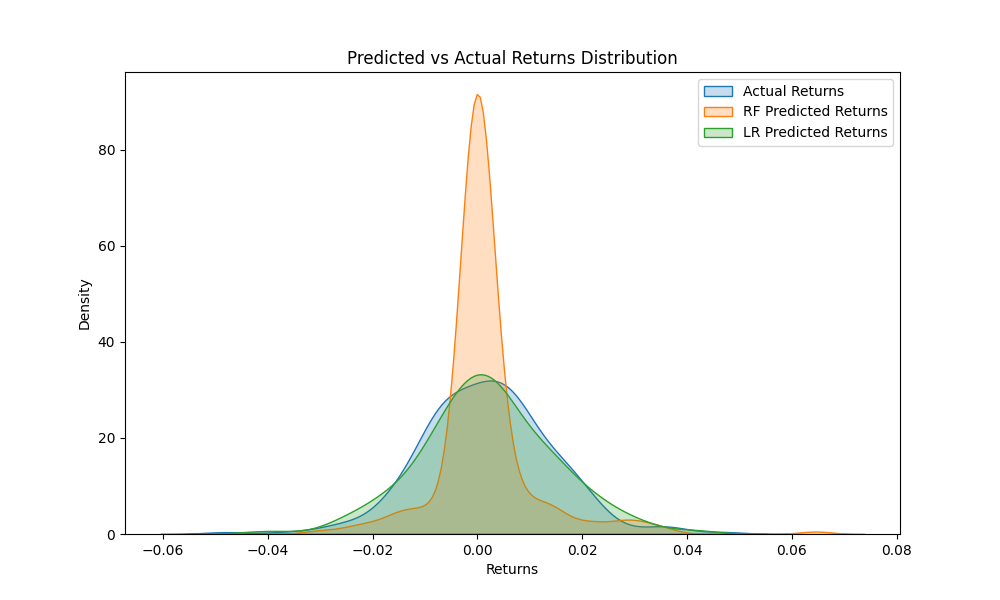 Predicted vs Actual Returns Distribution
Actual Returns
RF Predicted Returns
LR Predicted Returns
Density
80
60
40
20
0
−0.06 −0.04 −0.02 0.00 0.02 0.04 0.06 0.08
Returns